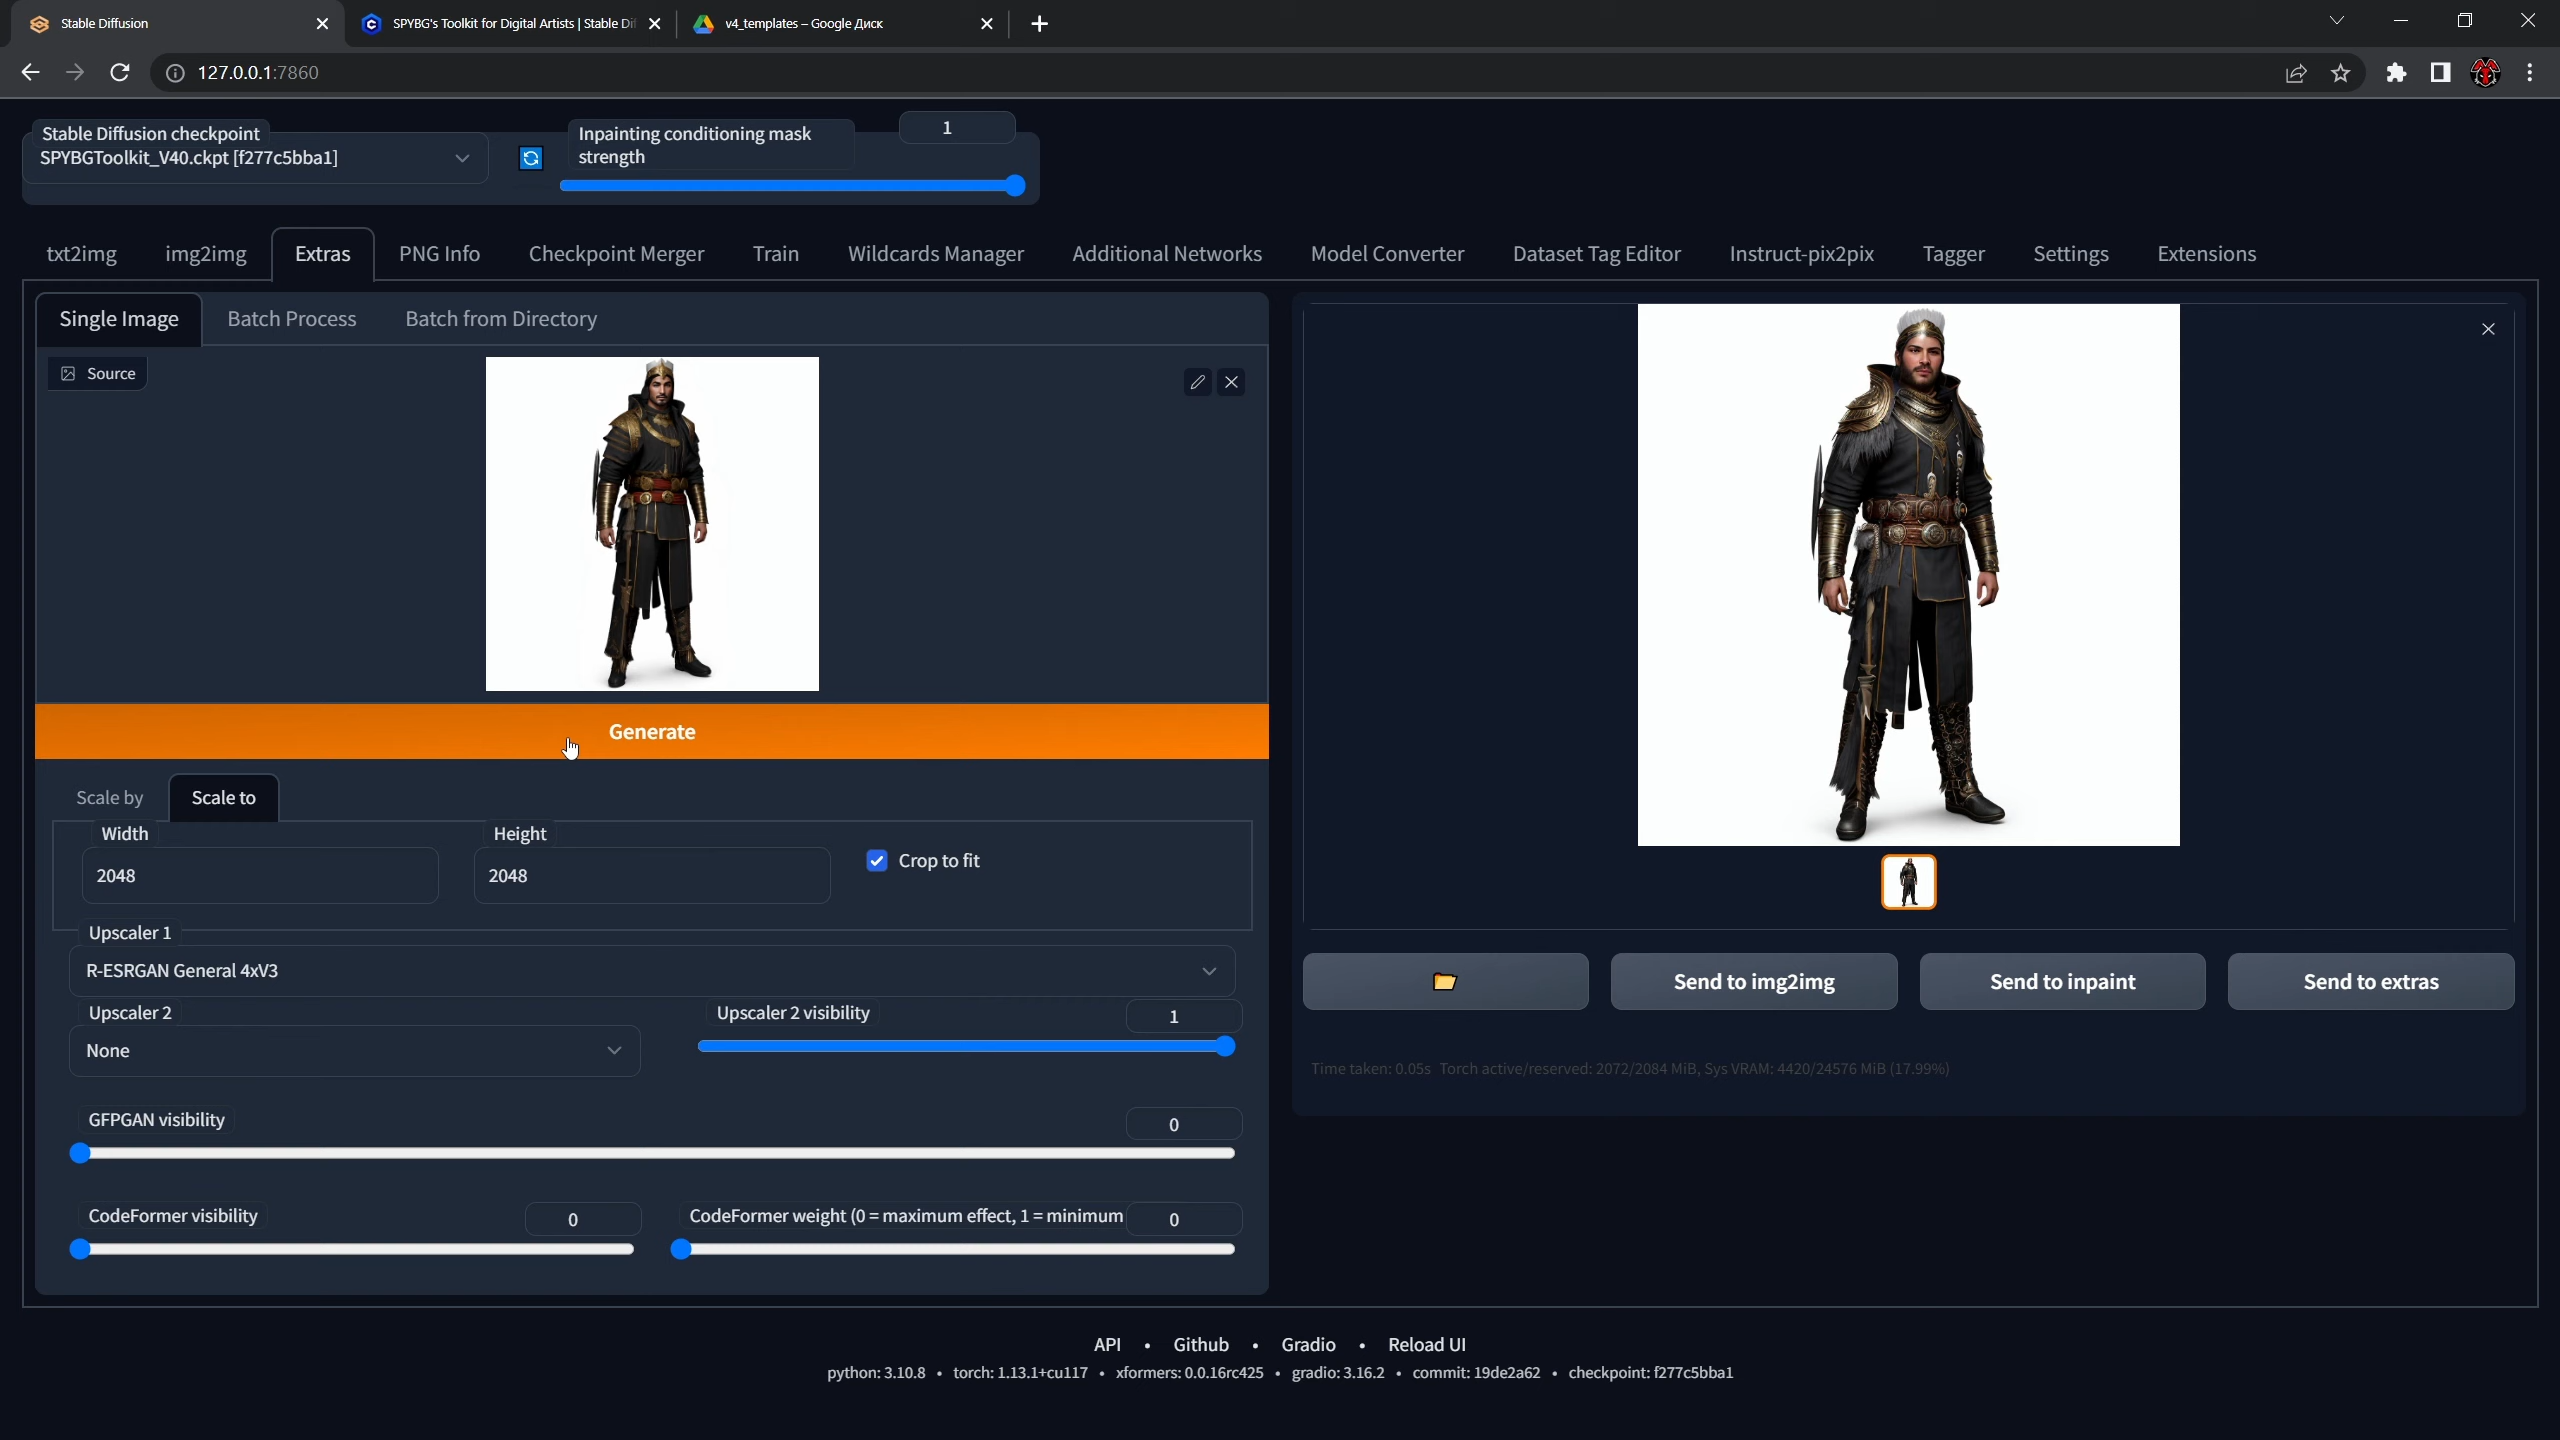 Stable Diffusion
SPYBG's Toolkit for Digital Artists | Stable Dif
v4_templates – Google Диск
127.0.0.1:7860
Stable Diffusion checkpoint
SPYBGToolkit_V40.ckpt [f277c5bba1]
Inpainting conditioning mask
strength
1
txt2img
img2img
Extras
PNG Info
Checkpoint Merger
Train
Wildcards Manager
Additional Networks
Model Converter
Dataset Tag Editor
Instruct-pix2pix
Tagger
Settings
Extensions
Single Image
Batch Process
Batch from Directory
Source
Generate
Scale by
Scale to
Width
2048
Height
2048
Crop to fit
Upscaler 1
R-ESRGAN General 4xV3
Upscaler 2
None
Upscaler 2 visibility
1
GFPGAN visibility
0
CodeFormer visibility
0
CodeFormer weight (0 = maximum effect, 1 = minimum
0
Send to img2img
Send to inpaint
Send to extras
Time taken: 0.05s Torch active/reserved: 2072/2084 MiB, Sys VRAM: 4420/24576 MiB (17.99%)
API • Github • Gradio • Reload UI
python: 3.10.8 • torch: 1.13.1+cu117 • xformers: 0.0.16rc425 • gradio: 3.16.2 • commit: 19de2a62 • checkpoint: f277c5bba1